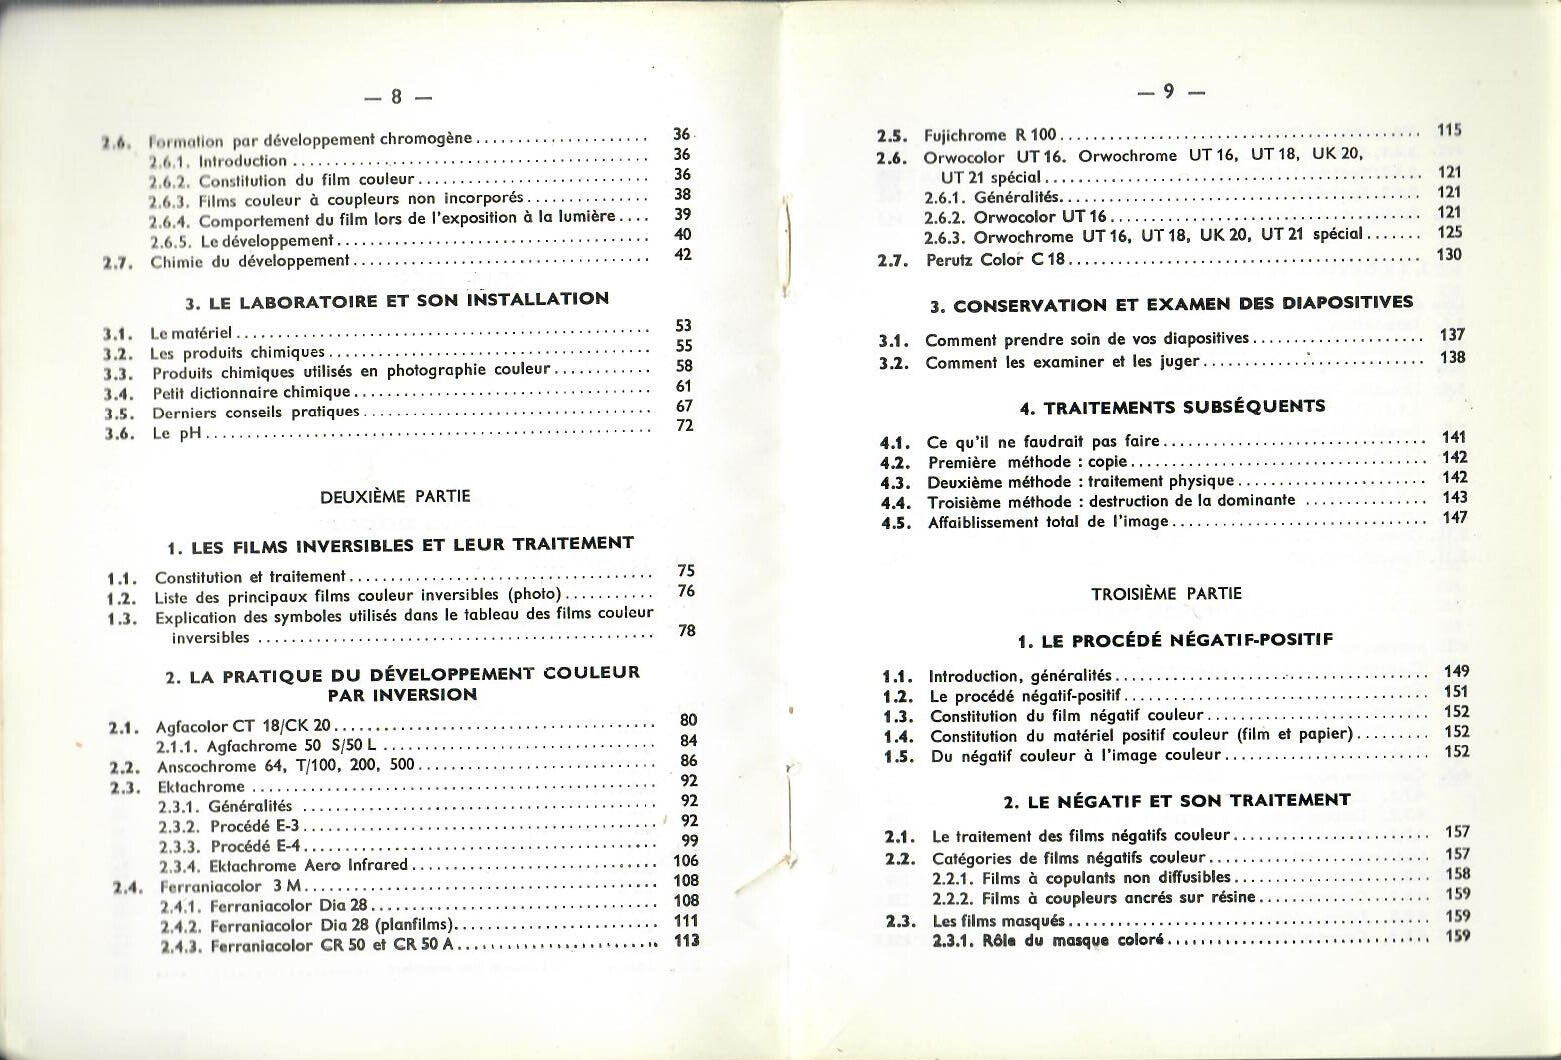 — 8 —
2.6. Formation par développement chromogène.................... 36
2.6.1. Introduction.................... 36
2.6.2. Constitution du film couleur.................... 36
2.6.3. Films couleur à coupleurs non incorporés.................... 38
2.6.4. Comportement du film lors de l'exposition à la lumière.... 39
2.6.5. Le développement.................... 40
2.7. Chimie du développement.................... 42
3. LE LABORATOIRE ET SON INSTALLATION
3.1. Le matériel.................... 53
3.2. Les produits chimiques.................... 55
3.3. Produits chimiques utilisés en photographie couleur............ 58
3.4. Petit dictionnaire chimique.................... 61
3.5. Derniers conseils pratiques.................... 67
3.6. Le pH.................... 72
DEUXIÈME PARTIE
1. LES FILMS INVERSIBLES ET LEUR TRAITEMENT
1.1. Constitution et traitement.................... 75
1.2. Liste des principaux films couleur inversibles (photo)........... 76
1.3. Explication des symboles utilisés dans le tableau des films couleur
inversibles.................... 78
2. LA PRATIQUE DU DÉVELOPPEMENT COULEUR
PAR INVERSION
2.1. Agfacolor CT 18/CK 20.................... 80
2.1.1. Agfachrome 50 S/50 L.................... 84
2.2. Anscochrome 64, T/100, 200, 500.................... 86
2.3. Ektachrome.................... 92
2.3.1. Généralités.................... 92
2.3.2. Procédé E-3.................... 92
2.3.3. Procédé E-4.................... 99
2.3.4. Ektachrome Aero Infrared.................... 106
2.4. Ferraniacolor 3 M.................... 108
2.4.1. Ferraniacolor Dia 28.................... 108
2.4.2. Ferraniacolor Dia 28 (planfilms).................... 111
2.4.3. Ferraniacolor CR 50 et CR 50 A.................... 113
— 9 —
2.5. Fujichrome R 100.................... 115
2.6. Orwocolor UT 16. Orwochrome UT 16, UT 18, UK 20,
UT 21 spécial.................... 121
2.6.1. Généralités.................... 121
2.6.2. Orwocolor UT 16.................... 121
2.6.3. Orwochrome UT 16, UT 18, UK 20, UT 21 spécial....... 125
2.7. Perutz Color C 18.................... 130
3. CONSERVATION ET EXAMEN DES DIAPOSITIVES
3.1. Comment prendre soin de vos diapositives.................... 137
3.2. Comment les examiner et les juger.................... 138
4. TRAITEMENTS SUBSÉQUENTS
4.1. Ce qu'il ne faudrait pas faire.................... 141
4.2. Première méthode : copie.................... 142
4.3. Deuxième méthode : traitement physique.................... 142
4.4. Troisième méthode : destruction de la dominante ............... 143
4.5. Affaiblissement total de l'image.................... 147
TROISIÈME PARTIE
1. LE PROCÉDÉ NÉGATIF-POSITIF
1.1. Introduction, généralités.................... 149
1.2. Le procédé négatif-positif.................... 151
1.3. Constitution du film négatif couleur.................... 152
1.4. Constitution du matériel positif couleur (film et papier)......... 152
1.5. Du négatif couleur à l'image couleur.................... 152
2. LE NÉGATIF ET SON TRAITEMENT
2.1. Le traitement des films négatifs couleur.................... 157
2.2. Catégories de films négatifs couleur.................... 157
2.2.1. Films à copulants non diffusibles.................... 158
2.2.2. Films à coupleurs ancrés sur résine.................... 159
2.3. Les films masqués.................... 159
2.3.1. Rôle du masque coloré.................... 159